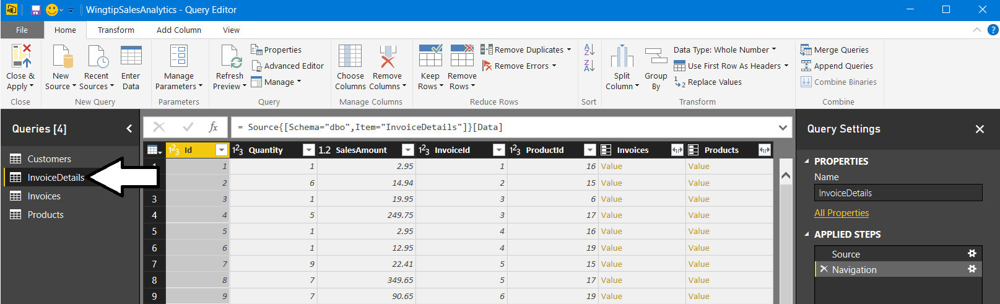 WingtipSalesAnalytics - Query Editor
File Home Transform Add Column View
Close & Apply
New Source
Recent Sources
Enter Data
Manage Parameters
Refresh Preview
Properties
Advanced Editor
Manage
Choose Columns
Remove Columns
Keep Rows
Remove Rows
Remove Duplicates
Remove Errors
Split Column
Group By
Data Type: Whole Number
Use First Row As Headers
Replace Values
Merge Queries
Append Queries
Combine Binaries
Close New Query Parameters Query Manage Columns Reduce Rows Sort Transform Combine
Queries [4]
Customers
InvoiceDetails
Invoices
Products
= Source{[Schema="dbo",Item="InvoiceDetails"]}[Data]
Id Quantity SalesAmount InvoiceId ProductId Invoices Products
1 1 2.95 1 16 Value Value
2 6 14.94 2 15 Value Value
3 3 1 19.95 3 6 Value Value
4 4 5 249.75 3 17 Value Value
5 5 1 2.95 4 16 Value Value
6 6 1 12.95 4 19 Value Value
7 7 9 22.41 5 15 Value Value
8 8 7 349.65 5 17 Value Value
9 9 7 90.65 6 19 Value Value
Query Settings
PROPERTIES
Name
InvoiceDetails
All Properties
APPLIED STEPS
Source
Navigation